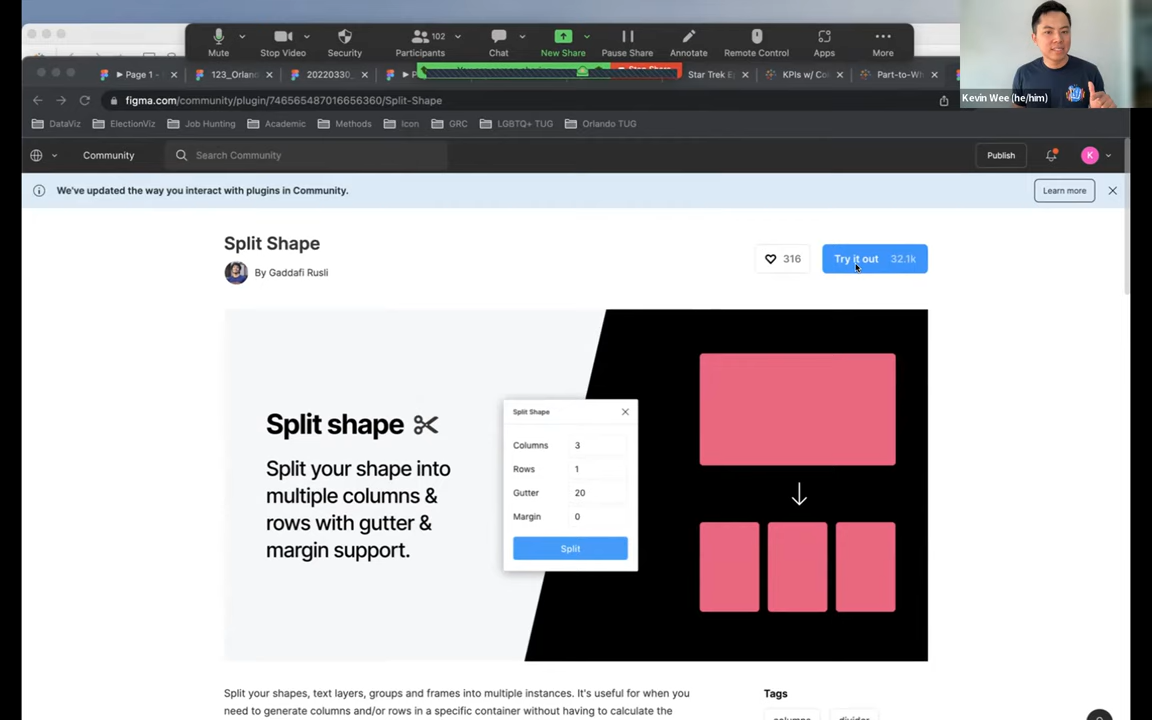 102
Mute
Stop Video
Security
Participants
Chat
New Share
Pause Share
Annotate
Remote Control
Apps
More
Kevin Wee (he/him)
Page 1 -
123_Orland
20220330_
Star Trek E
KPIs w/ Co
Part-to-Wh
figma.com/community/plugin/746565487016656360/Split-Shape
DataViz
ElectionViz
Job Hunting
Academic
Methods
Icon
GRC
LGBTQ+ TUG
Orlando TUG
Community
Search Community
Publish
K
We've updated the way you interact with plugins in Community.
Learn more
Split Shape
By Gaddafi Rusli
316
Try it out 32.1k
Split shape
Split your shape into
multiple columns &
rows with gutter &
margin support.
Split Shape
Columns 3
Rows 1
Gutter 20
Margin 0
Split
Split your shapes, text layers, groups and frames into multiple instances. It's useful for when you
need to generate columns and/or rows in a specific container without having to calculate the
Tags
columns
divider